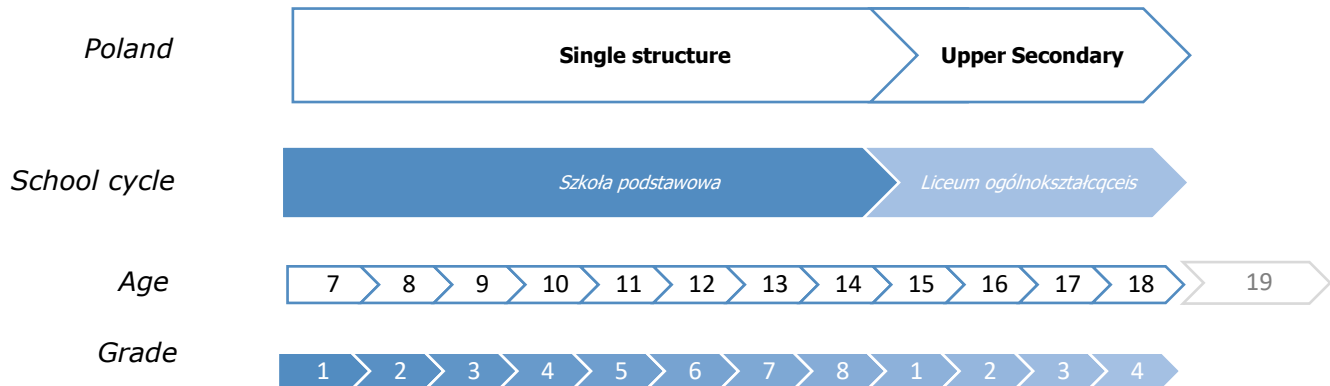 Poland Single structure Upper Secondary
School cycle Szkoła podstawowa Liceum ogólnokształcqceis
Age 7 8 9 10 11 12 13 14 15 16 17 18 19
Grade 1 2 3 4 5 6 7 8 1 2 3 4